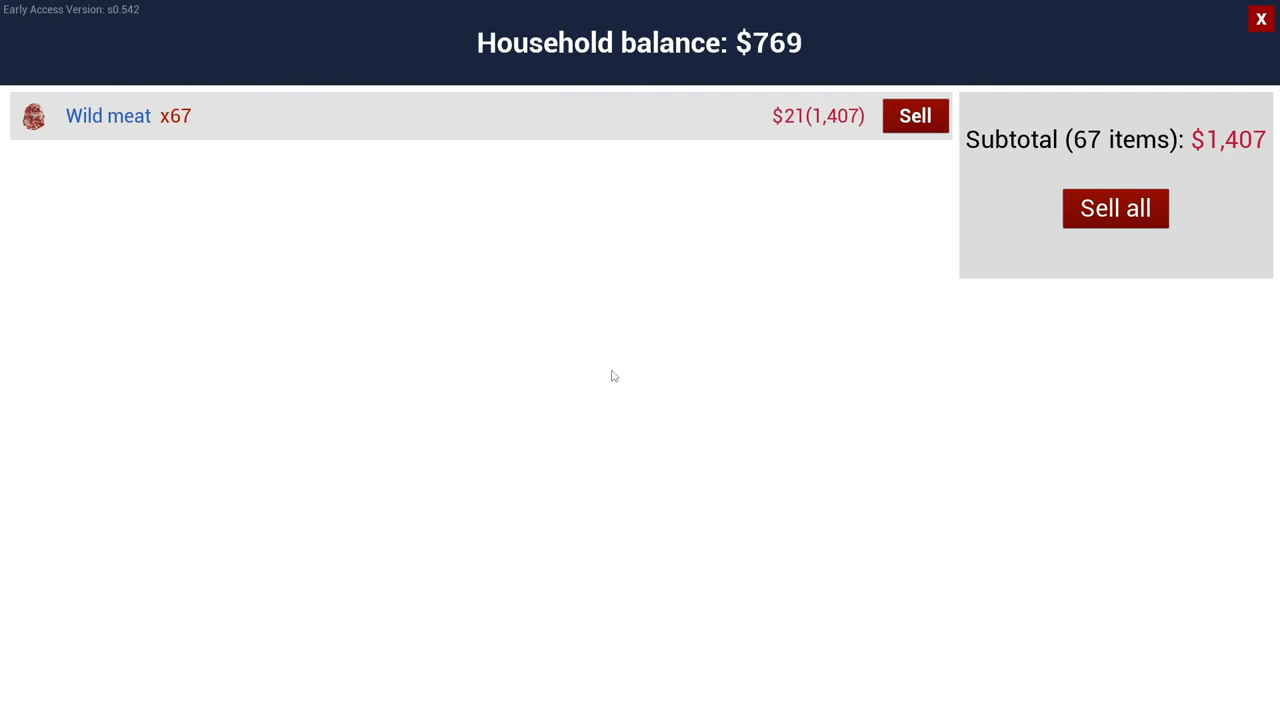 Early Access Version: s0.542
Household balance: $769
X
Wild meat x67 $21(1,407) Sell
Subtotal (67 items): $1,407
Sell all